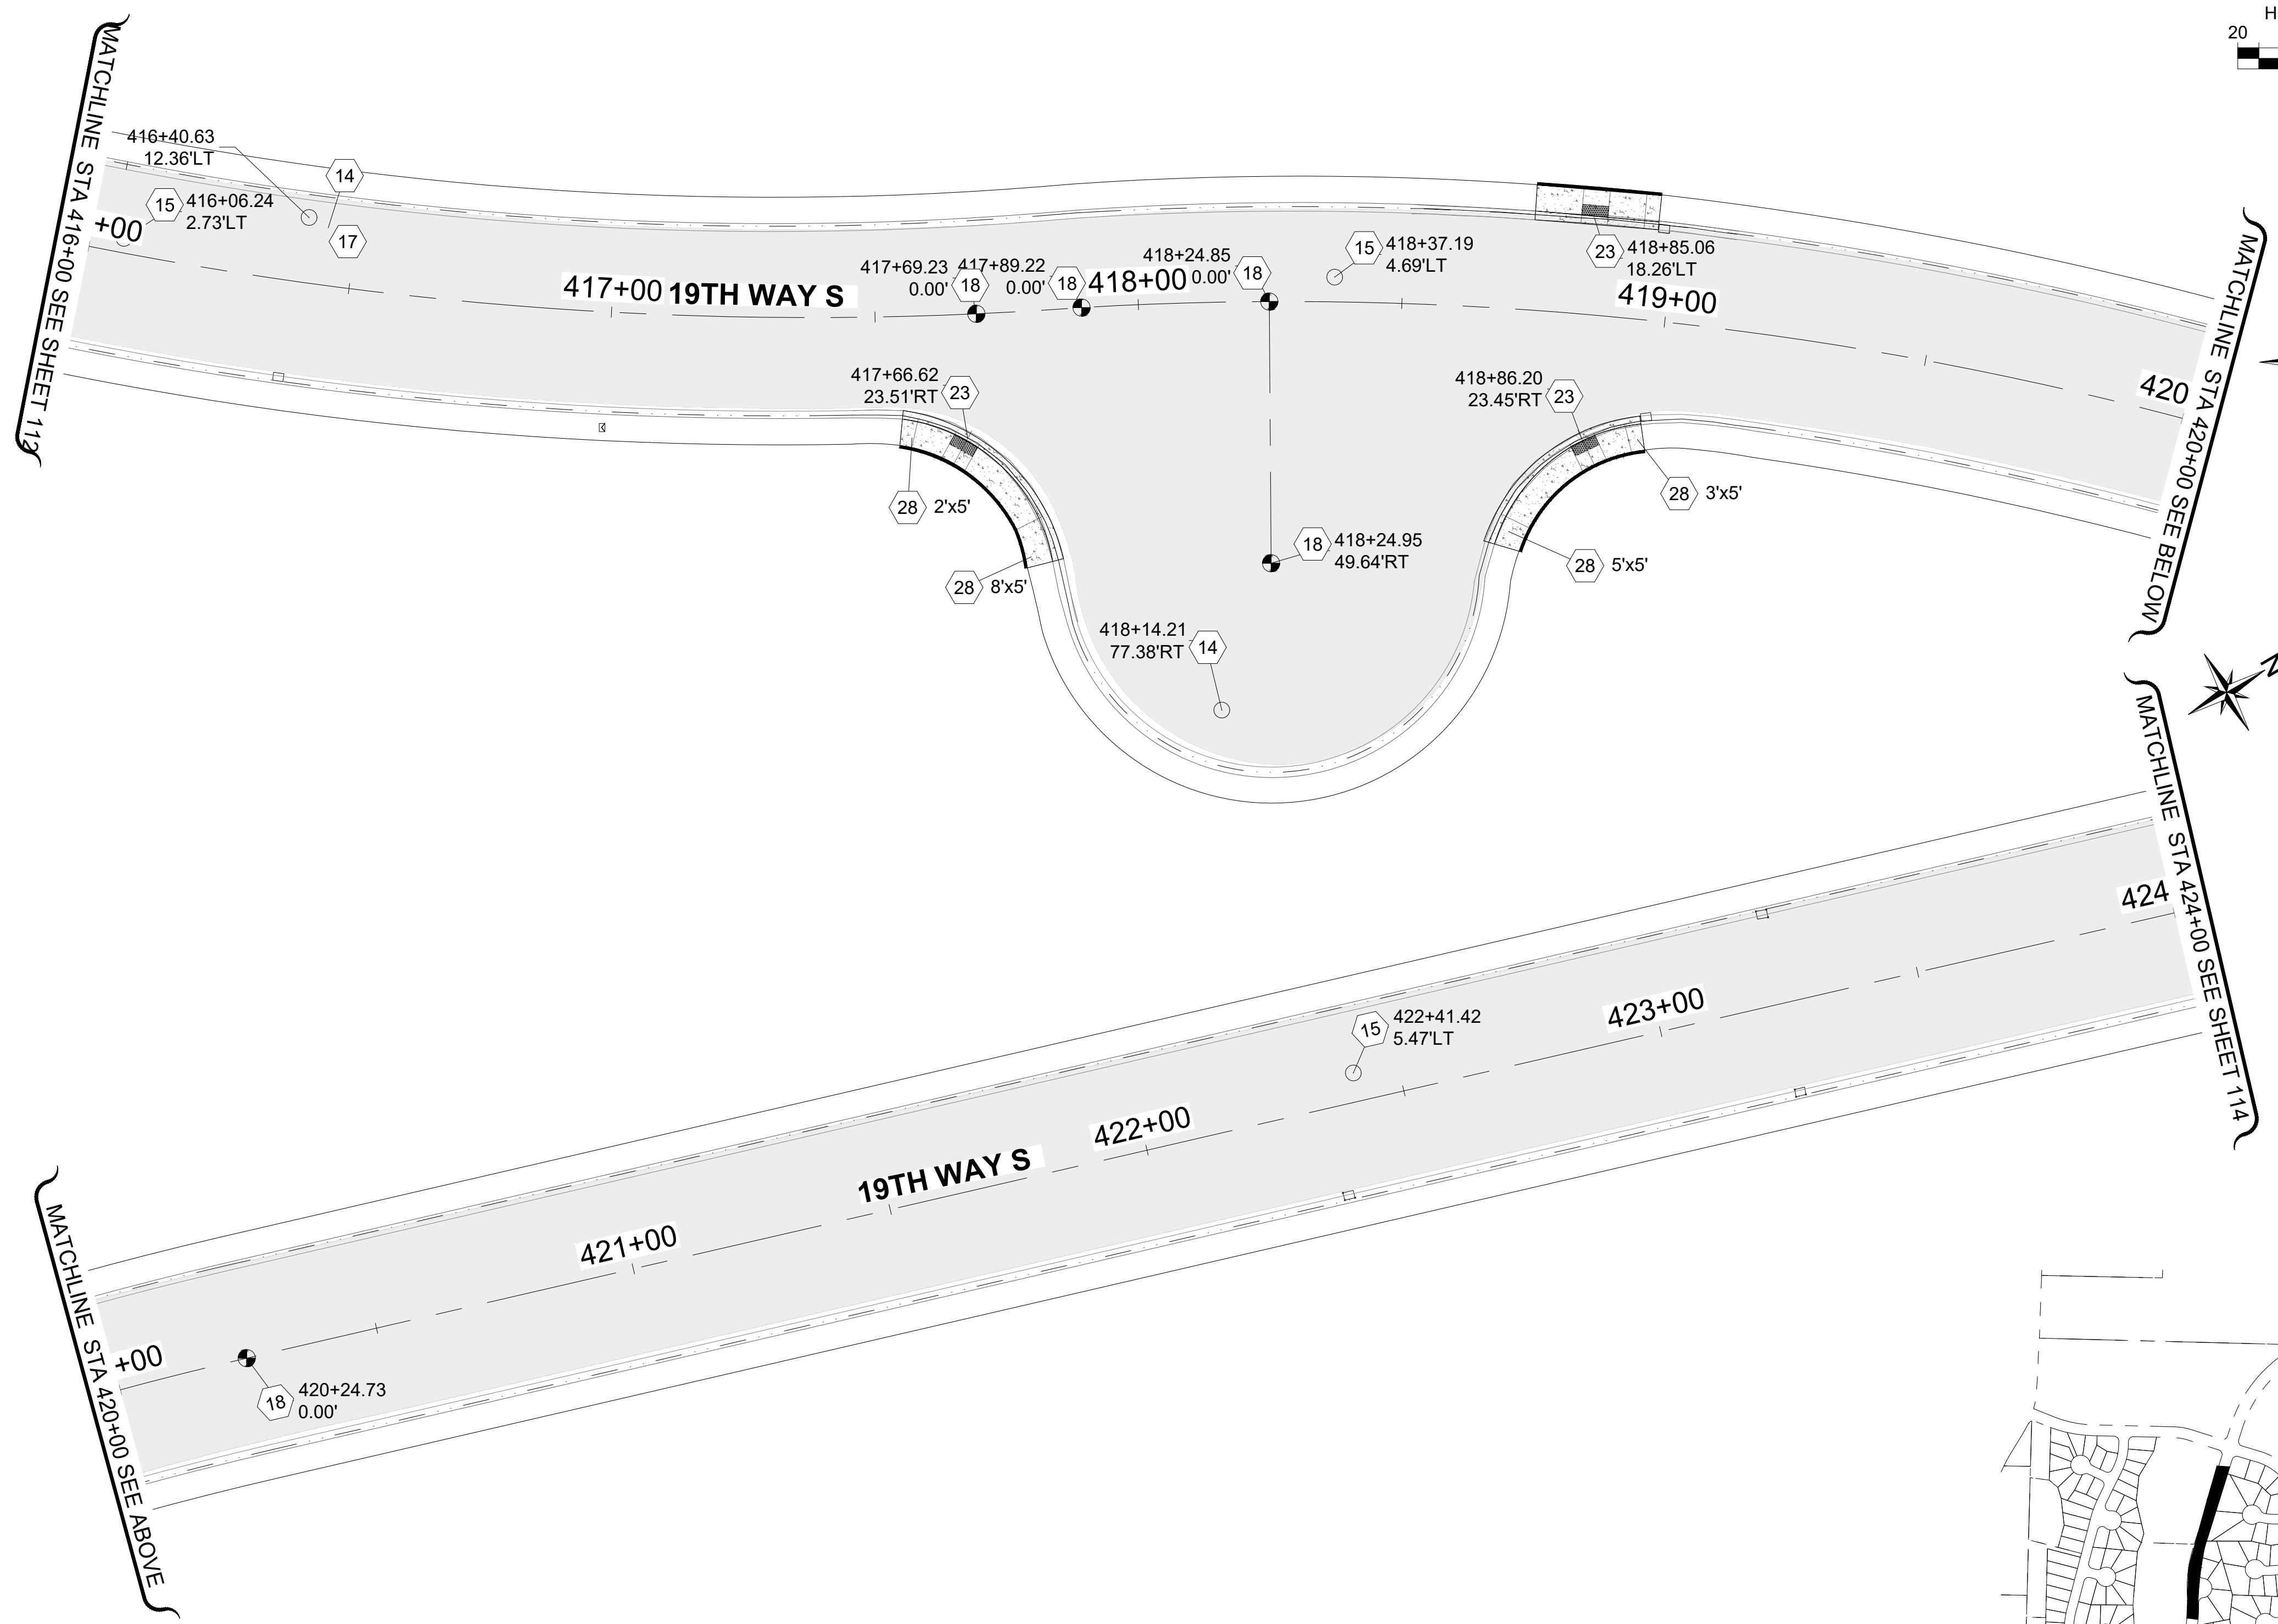 H
20
MATCHLINE STA 416+00 SEE SHEET 112
416+40.63
12.36'LT
14
15
416+06.24
2.73'LT
17
+00
417+00
19TH WAY S
417+69.23
0.00'
18
417+89.22
0.00'
18
418+00
418+24.85
0.00'
18
15
418+37.19
4.69'LT
23
418+85.06
18.26'LT
419+00
420
MATCHLINE STA 420+00 SEE BELOW
417+66.62
23.51'RT
23
418+86.20
23.45'RT
23
28
2'x5'
28
3'x5'
28
8'x5'
18
418+24.95
49.64'RT
28
5'x5'
418+14.21
77.38'RT
14
N
MATCHLINE STA 424+00 SEE SHEET 114
424
423+00
15
422+41.42
5.47'LT
422+00
19TH WAY S
421+00
+00
18
420+24.73
0.00'
MATCHLINE STA 420+00 SEE ABOVE